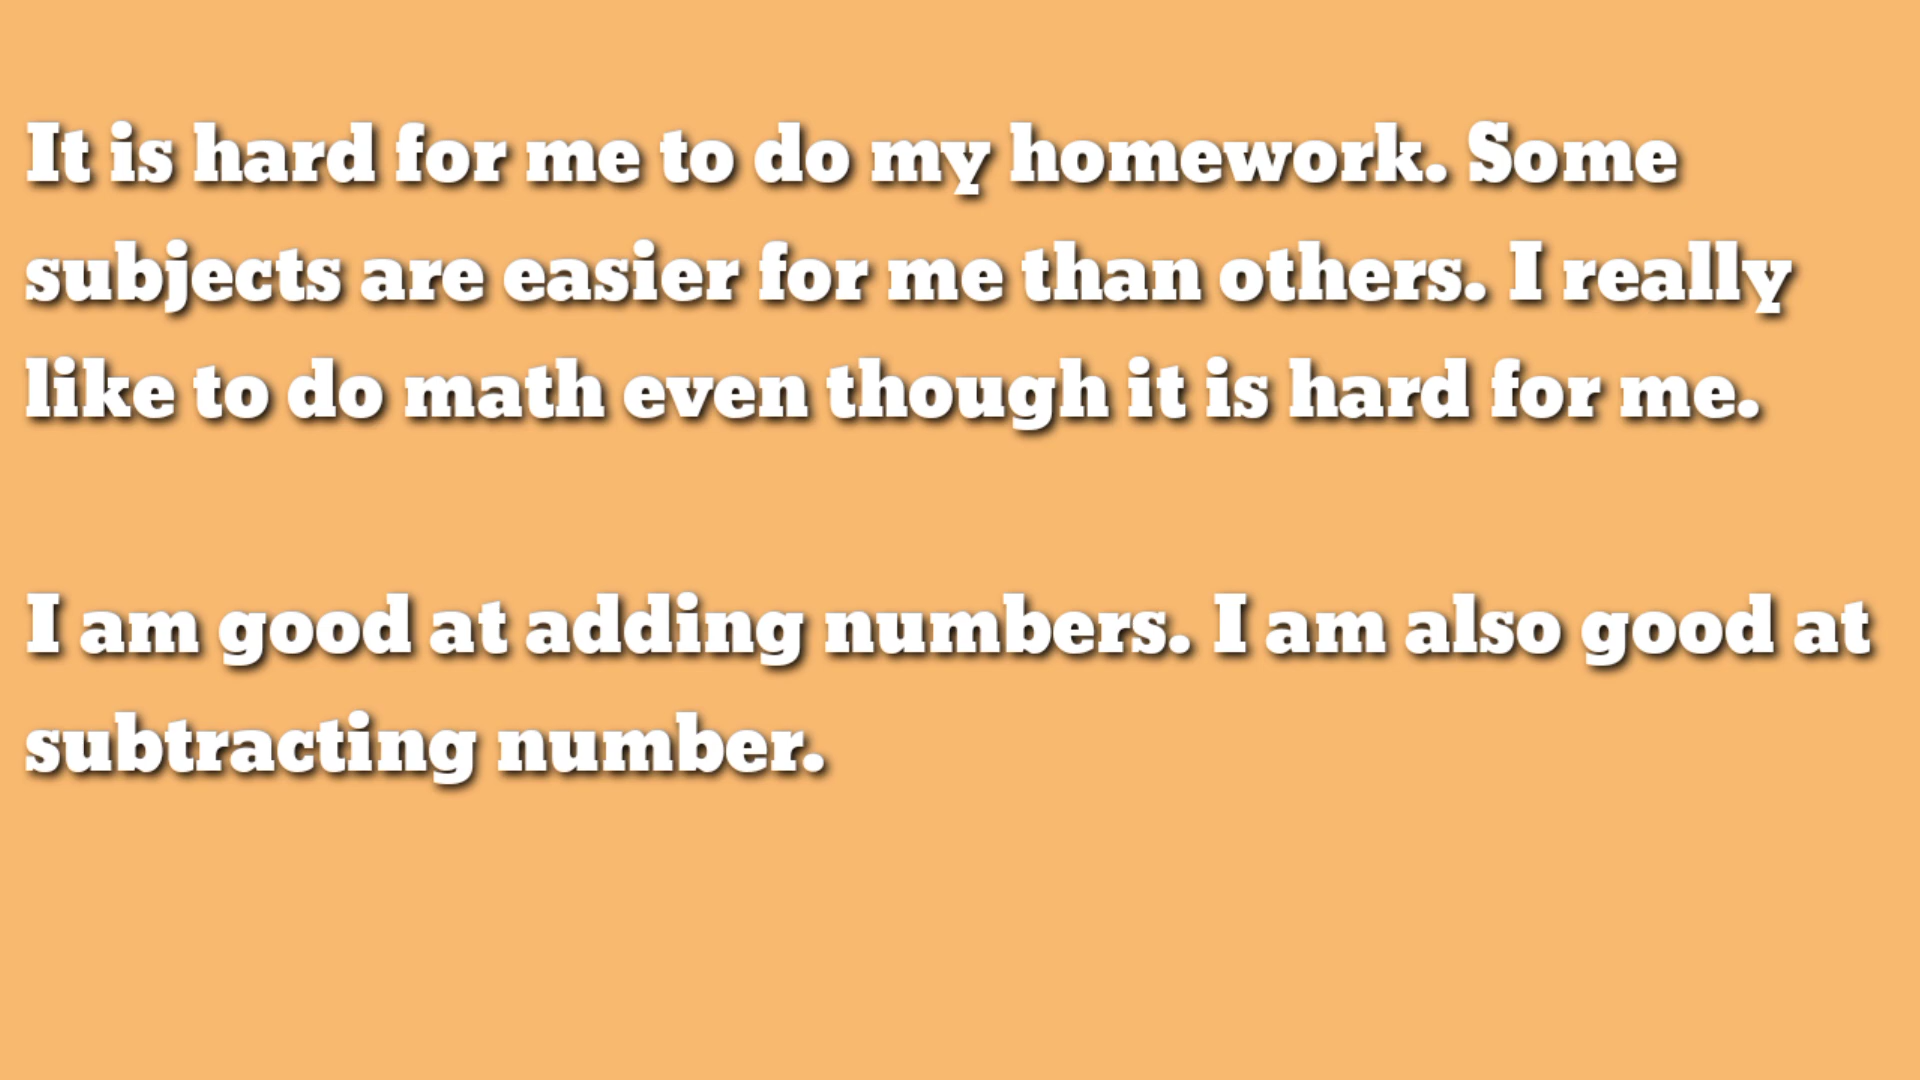 It is hard for me to do my homework. Some
subjects are easier for me than others. I really
like to do math even though it is hard for me.
I am good at adding numbers. I am also good at
subtracting number.